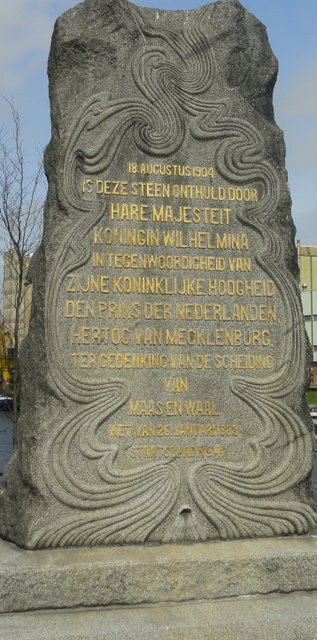 18 AUGUSTUS 1904
IS DEZE STEEN ONTHULD DOOR
HARE MAJESTEIT
KONINGIN WILHELMINA
IN TEGENWOORDIGHEID VAN
ZIJNE KONINKLIJKE HOOGHEID
DEN PRINS DER NEDERLANDEN,
HERTOG VAN MECKLENBURG,
TER GEDENKING VAN DE SCHEIDING
VAN
MAAS EN WAAL
WET VAN 26 JANUARI 1883
STAATSBLAD No 4